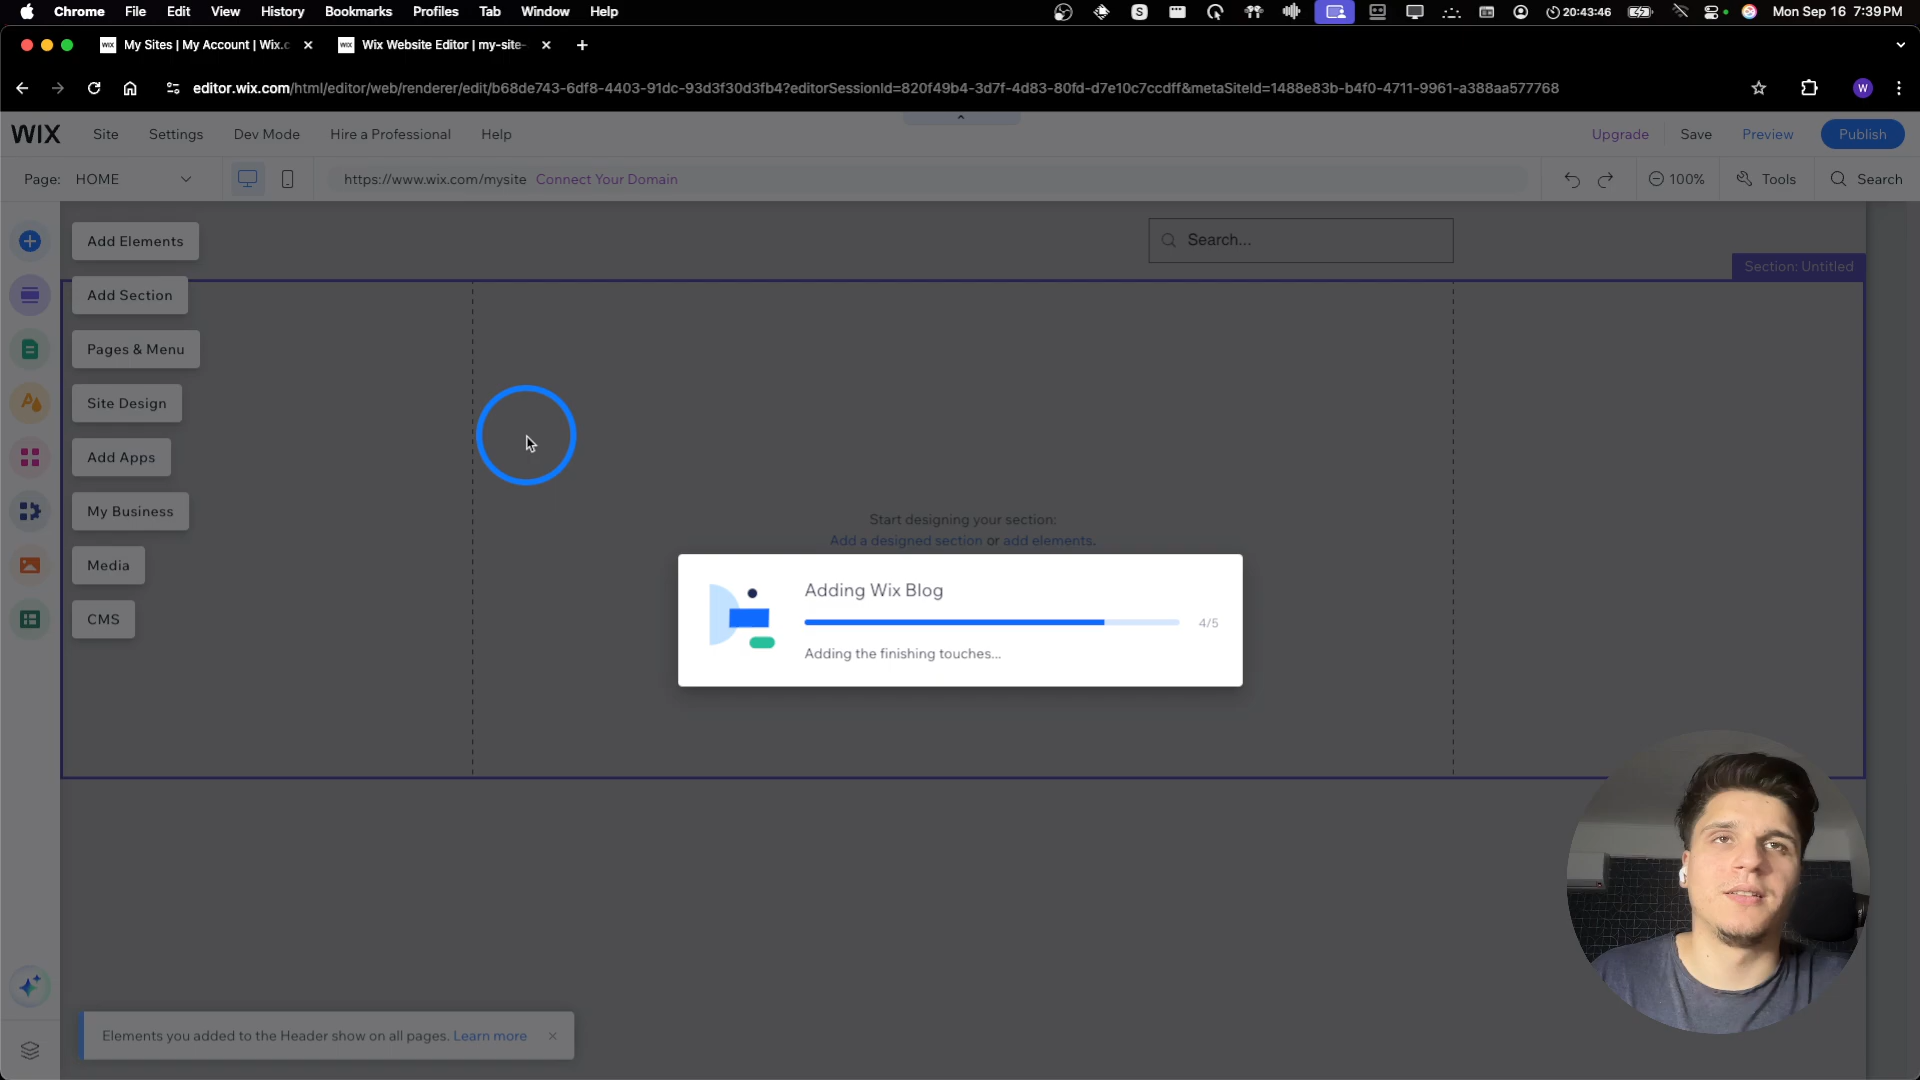 Chrome File Edit View History Bookmarks Profiles Tab Window Help 20:43:46 Mon Sep 16 7:39 PM
My Sites | My Account | Wix.c
Wix Website Editor | my-site-
editor.wix.com/html/editor/web/renderer/edit/b68de743-6df8-4403-91dc-93d3f30d3fb4?editorSessionId=820f49b4-3d7f-4d83-80fd-d7e10c7ccdff&metaSiteId=1488e83b-b4f0-4711-9961-a388aa577768
W
WIX Site Settings Dev Mode Hire a Professional Help Upgrade Save Preview Publish
Page: HOME https://www.wix.com/mysite Connect Your Domain 100% Tools Search
Add Elements
Search...
Section: Untitled
Add Section
Pages & Menu
Site Design
Add Apps
My Business
Media
CMS
Start designing your section:
Add a designed section or add elements.
Adding Wix Blog
4/5
Adding the finishing touches...
Elements you added to the Header show on all pages. Learn more